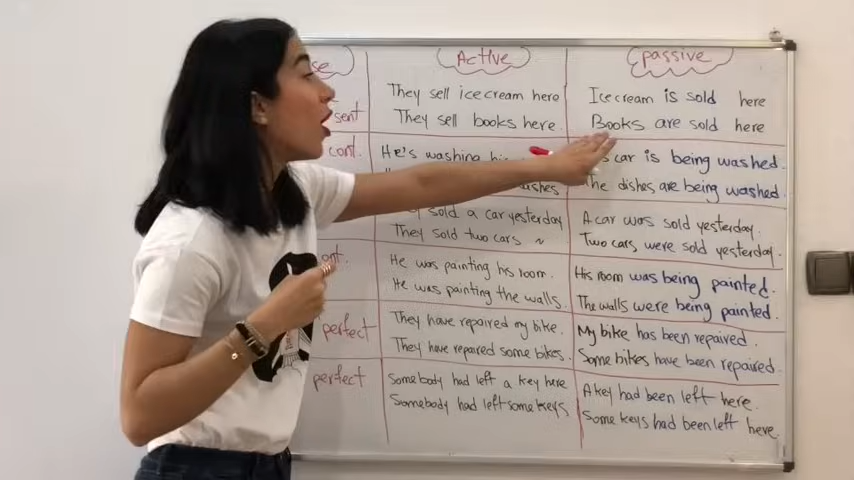 Active
Passive
They sell icecream here
Icecream is sold here
sent
They sell books here.
Books are sold here
cont.
He's washing his
car is being washed.
The dishes are being washed.
sold a car yesterday
A car was sold yesterday.
They sold two cars ~
Two cars were sold yesterday.
ont.
He was painting his room.
His room was being painted.
He was painting the walls.
The walls were being painted.
perfect
They have repaired my bike.
My bike has been repaired.
They have repaired some bikes.
Some bikes have been repaired.
perfect
Somebody had left a key here
A key had been left here.
Somebody had left some keys
Some keys had been left here.